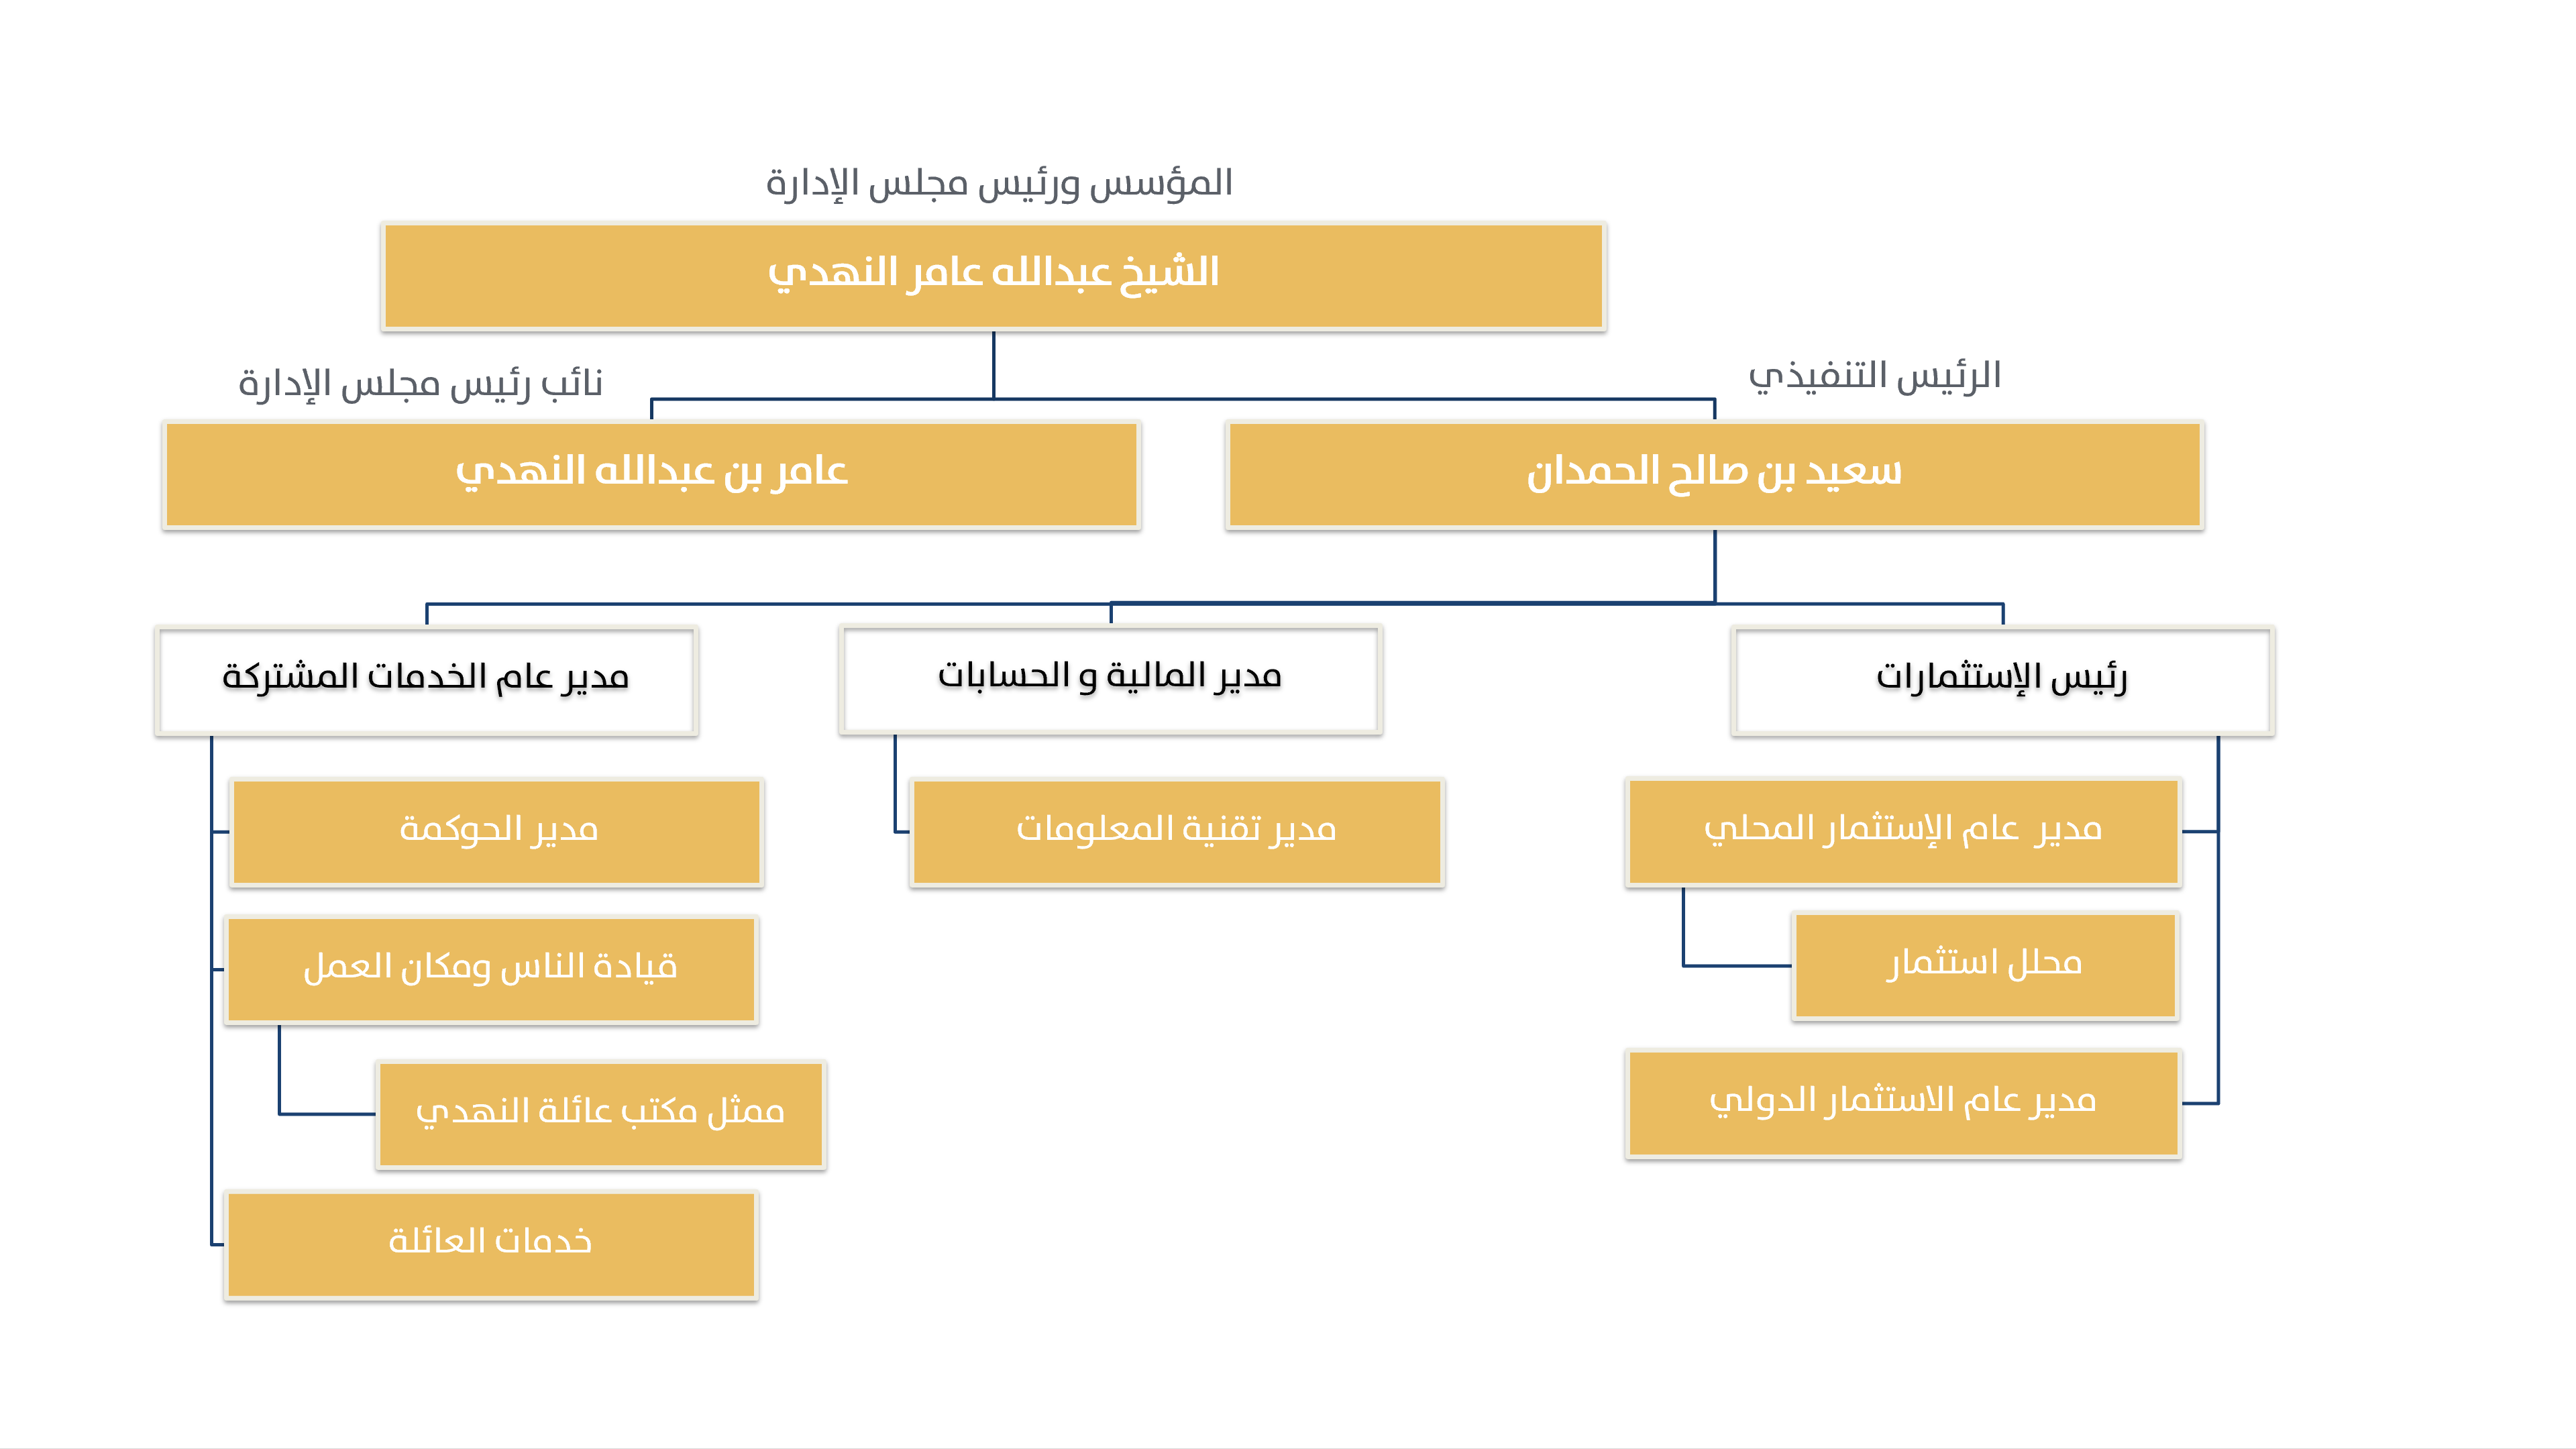 المؤسس ورئيس مجلس الإدارة
الشيخ عبدالله عامر النهدي
الرئيس التنفيذي
نائب رئيس مجلس الإدارة
سعيد بن صالح الحمدان
عامر بن عبدالله النهدي
رئيس الإستثمارات
مدير المالية و الحسابات
مدير عام الخدمات المشتركة
مدير عام الإستثمار المحلي
محلل استثمار
مدير عام الاستثمار الدولي
مدير تقنية المعلومات
مدير الحوكمة
قيادة الناس ومكان العمل
ممثل مكتب عائلة النهدي
خدمات العائلة